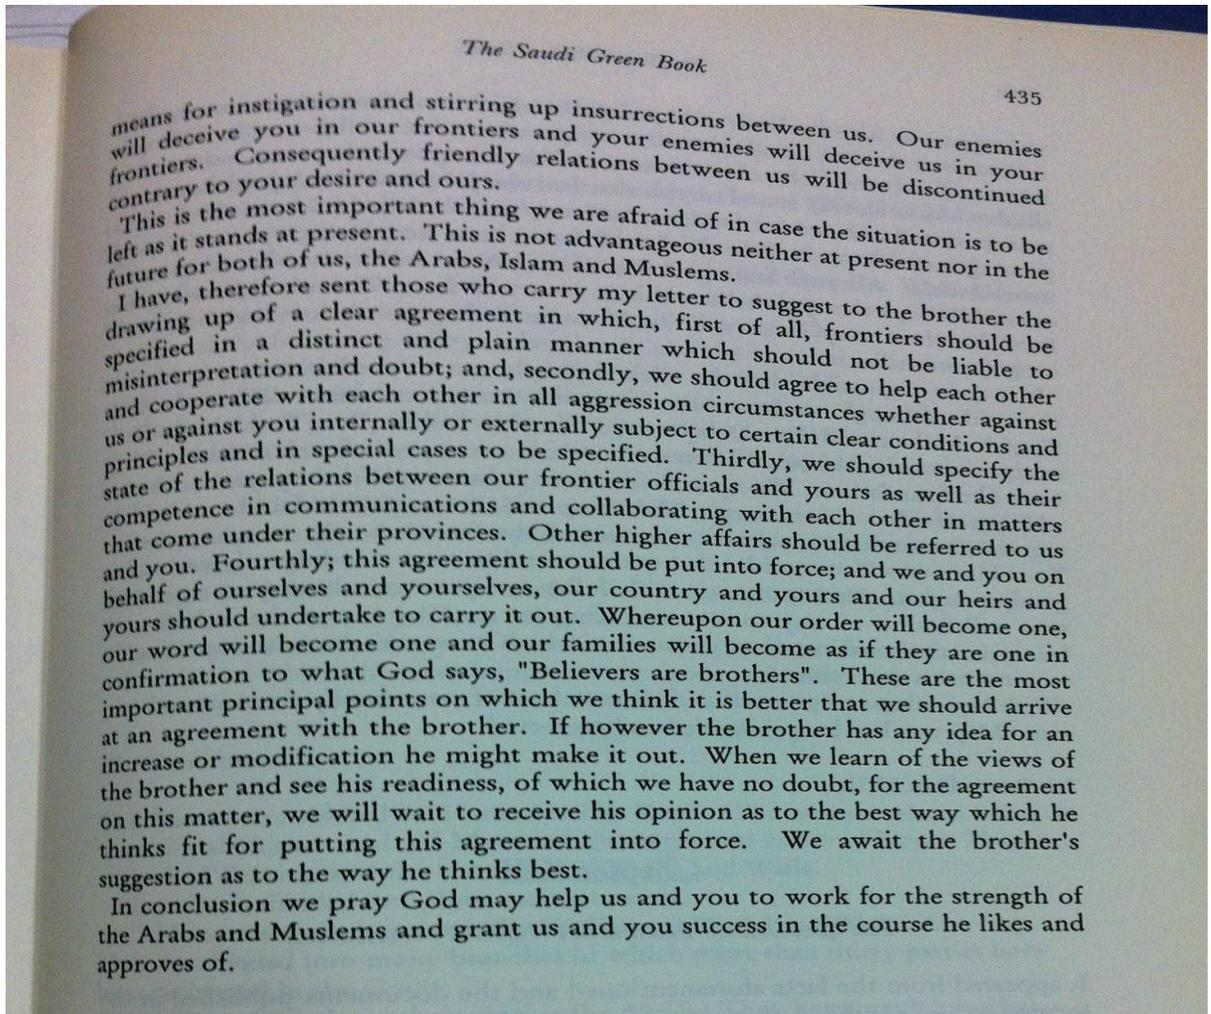 The Saudi Green Book
435
means for instigation and stirring up insurrections between us. Our enemies
will deceive you in our frontiers and your enemies will deceive us in your
frontiers. Consequently friendly relations between us will be discontinued
contrary to your desire and ours.
This is the most important thing we are afraid of in case the situation is to be
left as it stands at present. This is not advantageous neither at present nor in the
future for both of us, the Arabs, Islam and Muslems.
I have, therefore sent those who carry my letter to suggest to the brother the
drawing up of a clear agreement in which, first of all, frontiers should be
specified in a distinct and plain manner which should not be liable to
misinterpretation and doubt; and, secondly, we should agree to help each other
and cooperate with each other in all aggression circumstances whether against
us or against you internally or externally subject to certain clear conditions and
principles and in special cases to be specified. Thirdly, we should specify the
state of the relations between our frontier officials and yours as well as their
competence in communications and collaborating with each other in matters
that come under their provinces. Other higher affairs should be referred to us
and you. Fourthly; this agreement should be put into force; and we and you on
behalf of ourselves and yourselves, our country and yours and our heirs and
yours should undertake to carry it out. Whereupon our order will become one,
our word will become one and our families will become as if they are one in
confirmation to what God says, "Believers are brothers". These are the most
important principal points on which we think it is better that we should arrive
at an agreement with the brother. If however the brother has any idea for an
increase or modification he might make it out. When we learn of the views of
the brother and see his readiness, of which we have no doubt, for the agreement
on this matter, we will wait to receive his opinion as to the best way which he
thinks fit for putting this agreement into force. We await the brother's
suggestion as to the way he thinks best.
In conclusion we pray God may help us and you to work for the strength of
the Arabs and Muslems and grant us and you success in the course he likes and
approves of.